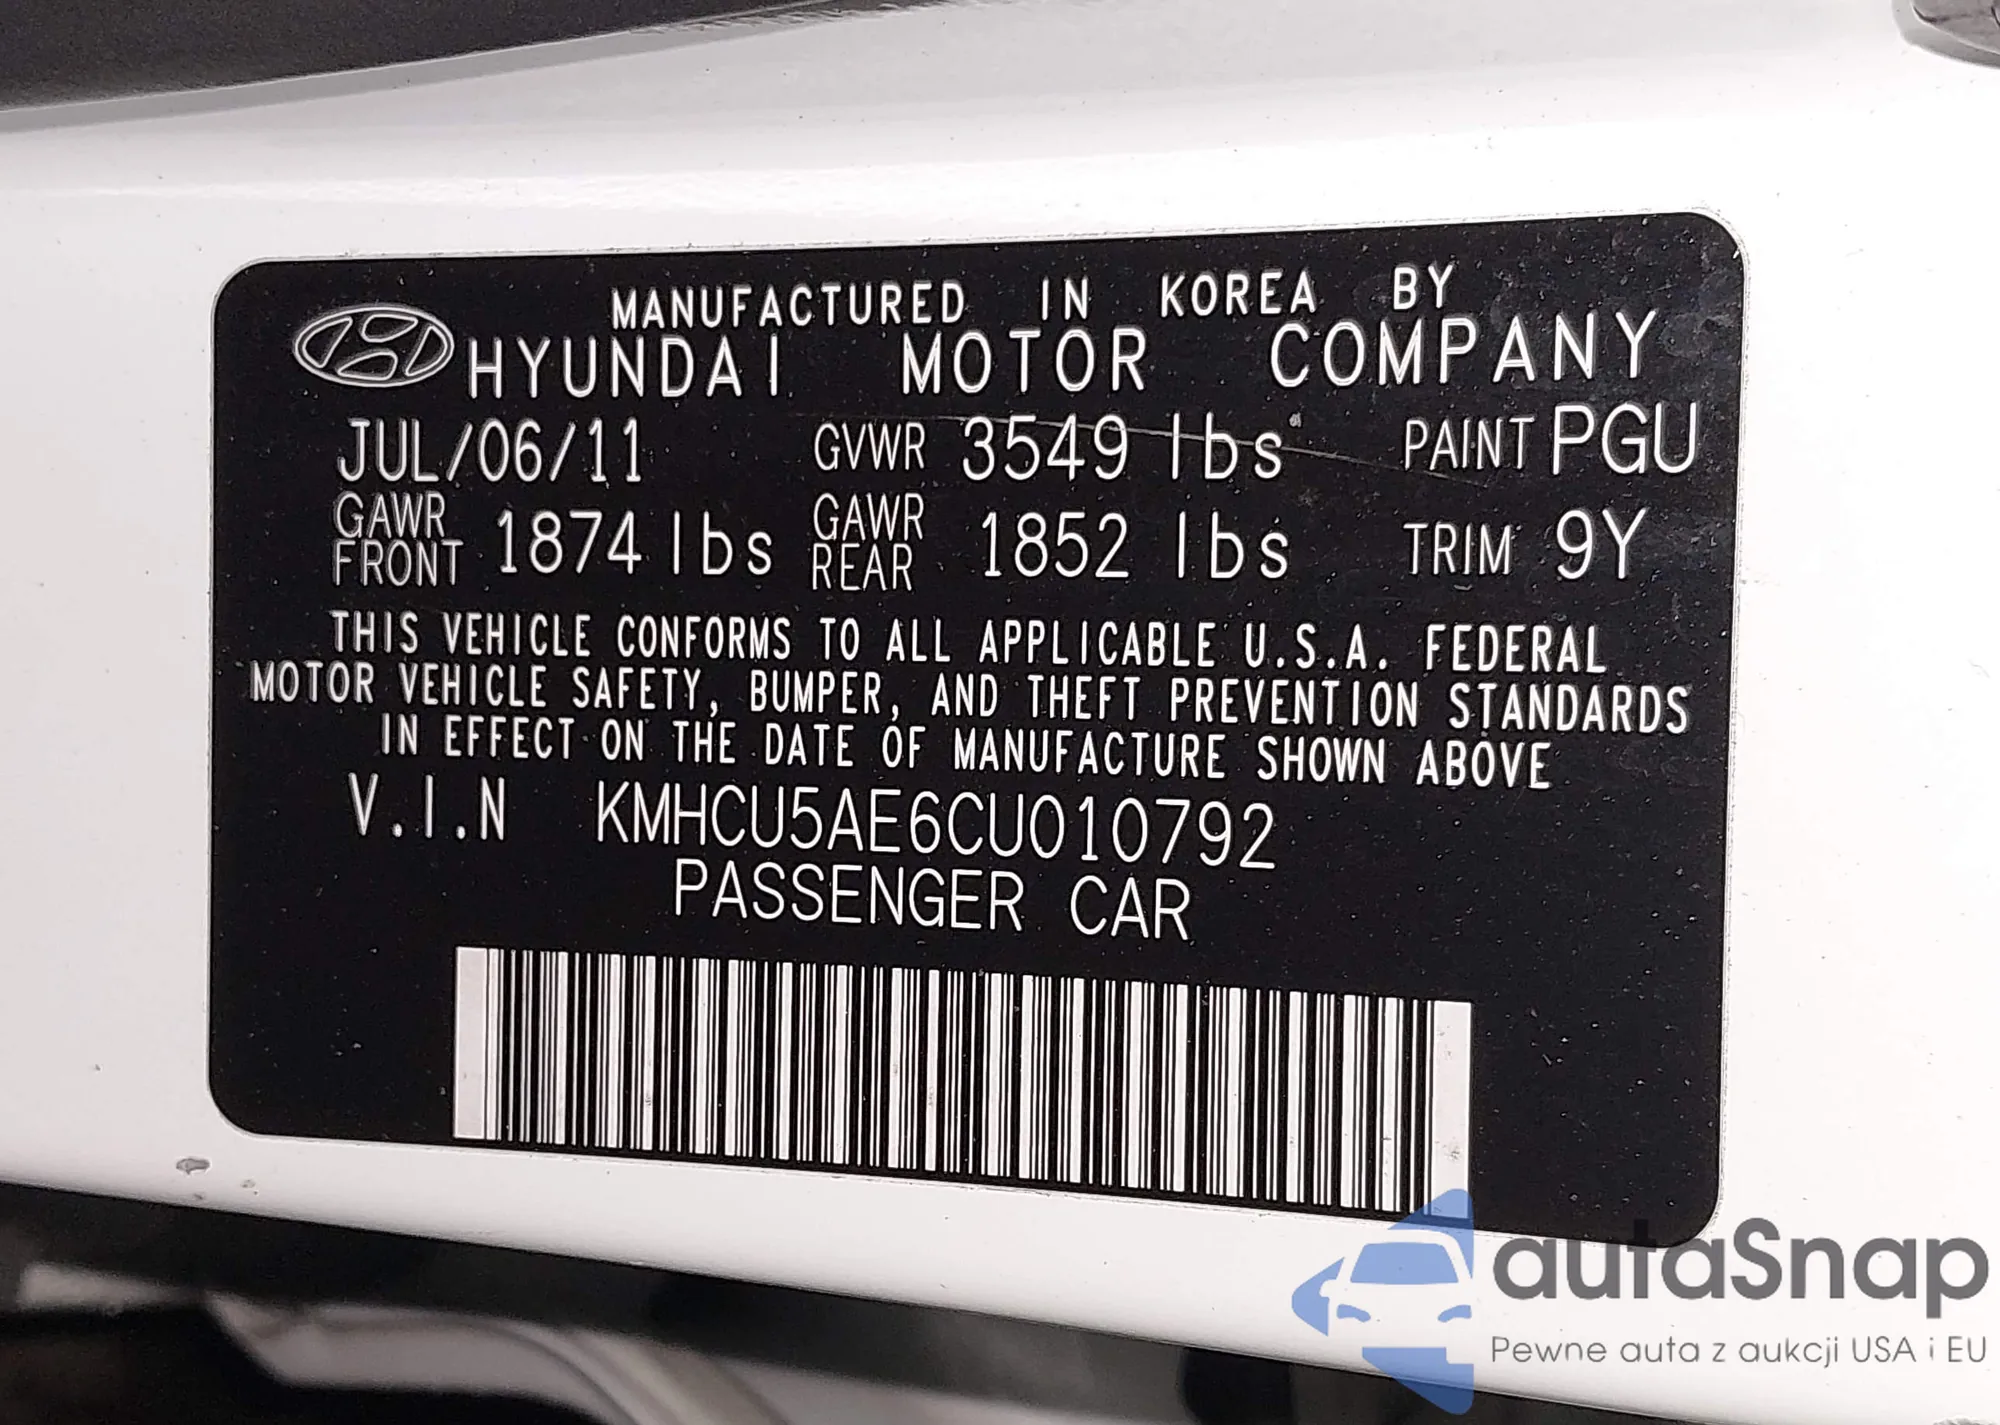 MANUFACTURED IN KOREA BY
HYUNDAI MOTOR COMPANY
JUL/06/11 GVWR 3549 lbs PAINT PGU
GAWR FRONT 1874 lbs GAWR REAR 1852 lbs TRIM 9Y
THIS VEHICLE CONFORMS TO ALL APPLICABLE U.S.A. FEDERAL
MOTOR VEHICLE SAFETY, BUMPER, AND THEFT PREVENTION STANDARDS
IN EFFECT ON THE DATE OF MANUFACTURE SHOWN ABOVE
V.I.N KMHCU5AE6CU010792
PASSENGER CAR
autaSnap
Pewne auta z aukcji USA i EU